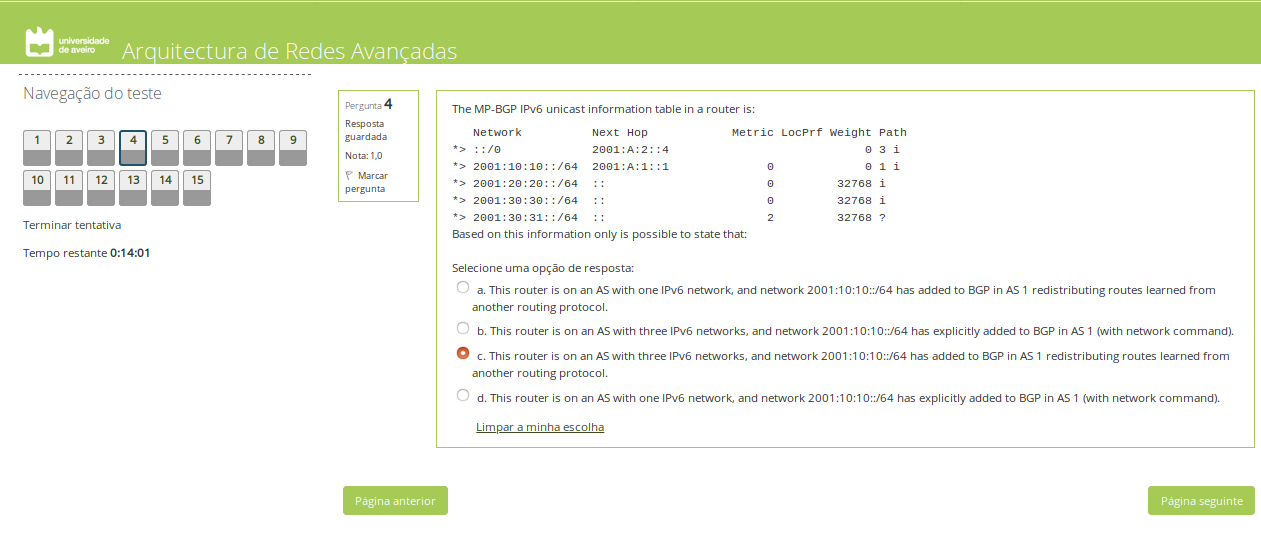 universidade
de aveiro
Arquitectura de Redes Avançadas
Navegação do teste
1 2 3 4 5 6 7 8 9
10 11 12 13 14 15
Terminar tentativa
Tempo restante 0:14:01
Pergunta 4
Resposta
guardada
Nota: 1,0
Marcar
pergunta
The MP-BGP IPv6 unicast information table in a router is:
Network Next Hop Metric LocPrf Weight Path
*> ::/0 2001:A:2::4 0 3 i
*> 2001:10:10::/64 2001:A:1::1 0 0 1 i
*> 2001:20:20::/64 :: 0 32768 i
*> 2001:30:30::/64 :: 0 32768 i
*> 2001:30:31::/64 :: 2 32768 ?
Based on this information only is possible to state that:
Selecione uma opção de resposta:
a. This router is on an AS with one IPv6 network, and network 2001:10:10::/64 has added to BGP in AS 1 redistributing routes learned from
another routing protocol.
b. This router is on an AS with three IPv6 networks, and network 2001:10:10::/64 has explicitly added to BGP in AS 1 (with network command).
c. This router is on an AS with three IPv6 networks, and network 2001:10:10::/64 has added to BGP in AS 1 redistributing routes learned from
another routing protocol.
d. This router is on an AS with one IPv6 network, and network 2001:10:10::/64 has explicitly added to BGP in AS 1 (with network command).
Limpar a minha escolha
Página anterior
Página seguinte